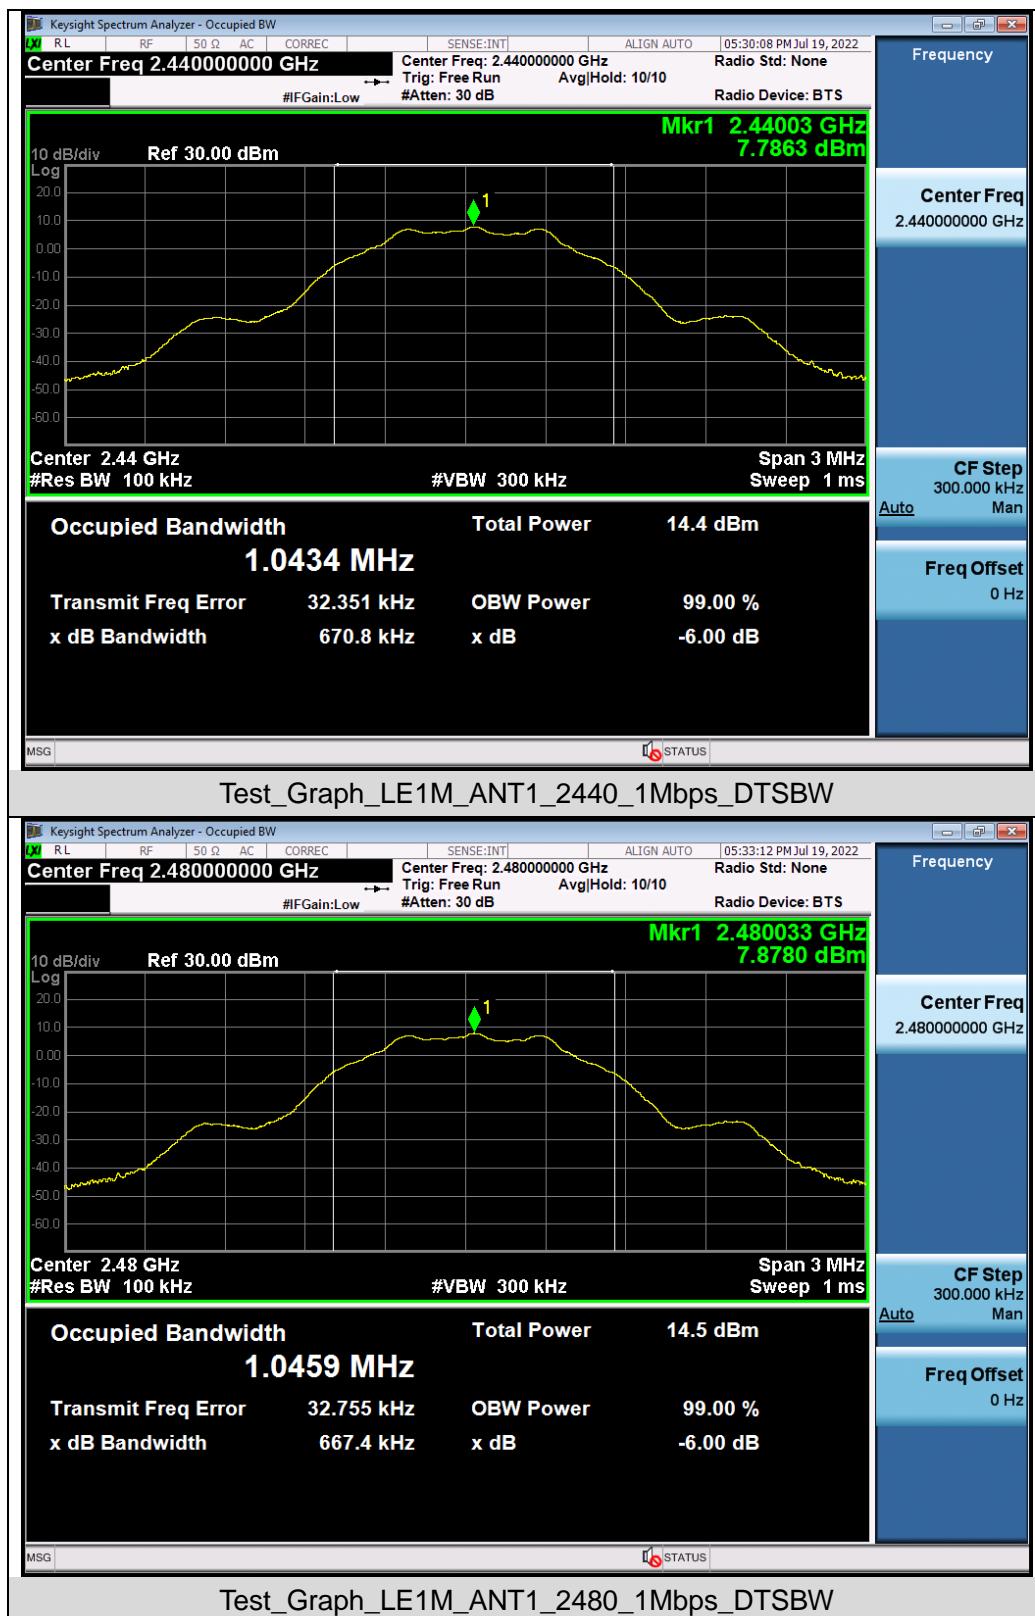 Keysight Spectrum Analyzer - Occupied BW
LXI RL RF 50 Ω AC CORREC SENSE:INT ALIGN AUTO 05:30:08 PM Jul 19, 2022
Center Freq 2.440000000 GHz
Center Freq: 2.440000000 GHz Radio Std: None
Trig: Free Run Avg|Hold: 10/10
#IFGain:Low #Atten: 30 dB Radio Device: BTS
Frequency
Mkr1 2.44003 GHz
7.7863 dBm
10 dB/div Ref 30.00 dBm
Log
20.0
1
10.0
0.00
-10.0
-20.0
-30.0
-40.0
-50.0
-60.0
Center 2.44 GHz Span 3 MHz
#Res BW 100 kHz #VBW 300 kHz Sweep 1 ms
Center Freq
2.440000000 GHz
CF Step
300.000 kHz
Auto Man
Freq Offset
0 Hz
Occupied Bandwidth Total Power 14.4 dBm
1.0434 MHz
Transmit Freq Error 32.351 kHz OBW Power 99.00 %
x dB Bandwidth 670.8 kHz x dB -6.00 dB
MSG STATUS
Test_Graph_LE1M_ANT1_2440_1Mbps_DTSBW
Keysight Spectrum Analyzer - Occupied BW
LXI RL RF 50 Ω AC CORREC SENSE:INT ALIGN AUTO 05:33:12 PM Jul 19, 2022
Center Freq 2.480000000 GHz
Center Freq: 2.480000000 GHz Radio Std: None
Trig: Free Run Avg|Hold: 10/10
#IFGain:Low #Atten: 30 dB Radio Device: BTS
Frequency
Mkr1 2.480033 GHz
7.8780 dBm
10 dB/div Ref 30.00 dBm
Log
20.0
1
10.0
0.00
-10.0
-20.0
-30.0
-40.0
-50.0
-60.0
Center 2.48 GHz Span 3 MHz
#Res BW 100 kHz #VBW 300 kHz Sweep 1 ms
Center Freq
2.480000000 GHz
CF Step
300.000 kHz
Auto Man
Freq Offset
0 Hz
Occupied Bandwidth Total Power 14.5 dBm
1.0459 MHz
Transmit Freq Error 32.755 kHz OBW Power 99.00 %
x dB Bandwidth 667.4 kHz x dB -6.00 dB
MSG STATUS
Test_Graph_LE1M_ANT1_2480_1Mbps_DTSBW